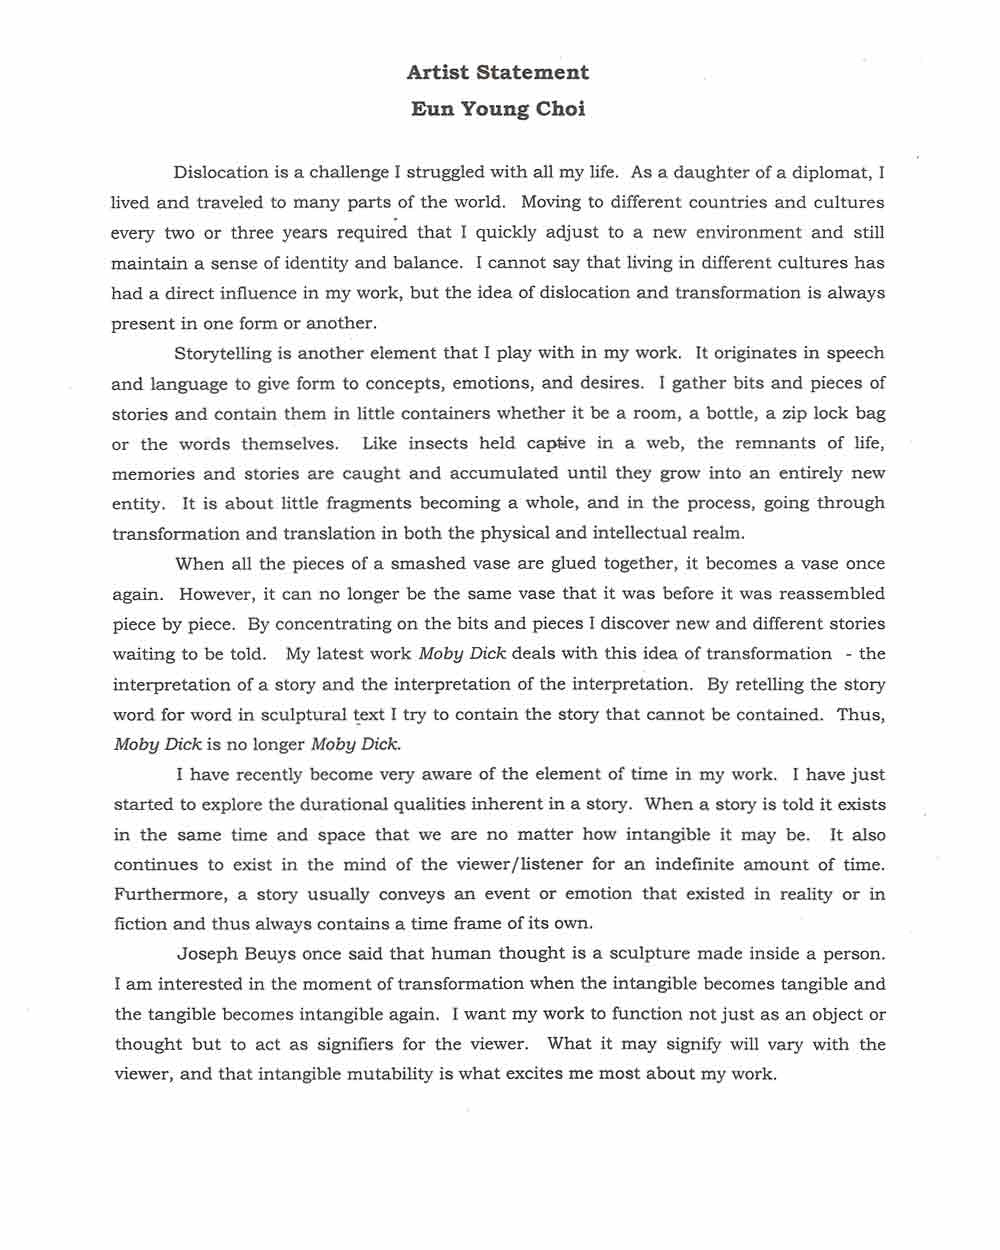 Artist Statement
Eun Young Choi
Dislocation is a challenge I struggled with all my life. As a daughter of a diplomat, I
lived and traveled to many parts of the world. Moving to different countries and cultures
every two or three years required that I quickly adjust to a new environment and still
maintain a sense of identity and balance. I cannot say that living in different cultures has
had a direct influence in my work, but the idea of dislocation and transformation is always
present in one form or another.
Storytelling is another element that I play with in my work. It originates in speech
and language to give form to concepts, emotions, and desires. I gather bits and pieces of
stories and contain them in little containers whether it be a room, a bottle, a zip lock bag
or the words themselves. Like insects held captive in a web, the remnants of life,
memories and stories are caught and accumulated until they grow into an entirely new
entity. It is about little fragments becoming a whole, and in the process, going through
transformation and translation in both the physical and intellectual realm.
When all the pieces of a smashed vase are glued together, it becomes a vase once
again. However, it can no longer be the same vase that it was before it was reassembled
piece by piece. By concentrating on the bits and pieces I discover new and different stories
waiting to be told. My latest work Moby Dick deals with this idea of transformation - the
interpretation of a story and the interpretation of the interpretation. By retelling the story
word for word in sculptural text I try to contain the story that cannot be contained. Thus,
Moby Dick is no longer Moby Dick.
I have recently become very aware of the element of time in my work. I have just
started to explore the durational qualities inherent in a story. When a story is told it exists
in the same time and space that we are no matter how intangible it may be. It also
continues to exist in the mind of the viewer/listener for an indefinite amount of time.
Furthermore, a story usually conveys an event or emotion that existed in reality or in
fiction and thus always contains a time frame of its own.
Joseph Beuys once said that human thought is a sculpture made inside a person.
I am interested in the moment of transformation when the intangible becomes tangible and
the tangible becomes intangible again. I want my work to function not just as an object or
thought but to act as signifiers for the viewer. What it may signify will vary with the
viewer, and that intangible mutability is what excites me most about my work.